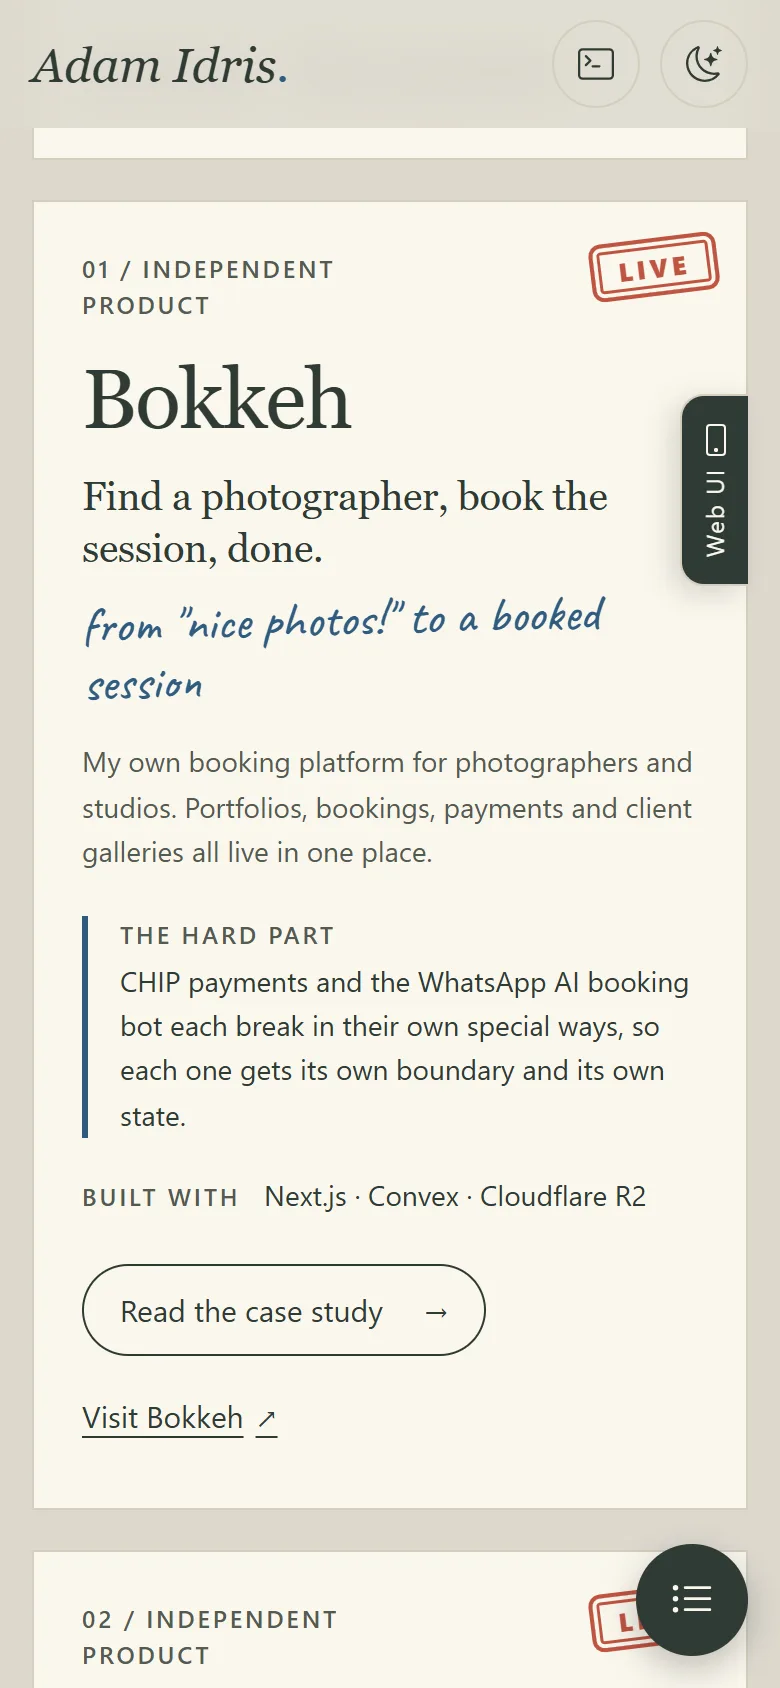 Adam Idris.
01 / INDEPENDENT
PRODUCT
LIVE
Bokkeh
Web UI
Find a photographer, book the
session, done.
from "nice photos!" to a booked
session
My own booking platform for photographers and
studios. Portfolios, bookings, payments and client
galleries all live in one place.
THE HARD PART
CHIP payments and the WhatsApp AI booking
bot each break in their own special ways, so
each one gets its own boundary and its own
state.
BUILT WITH Next.js · Convex · Cloudflare R2
Read the case study →
Visit Bokkeh ↗
02 / INDEPENDENT
PRODUCT